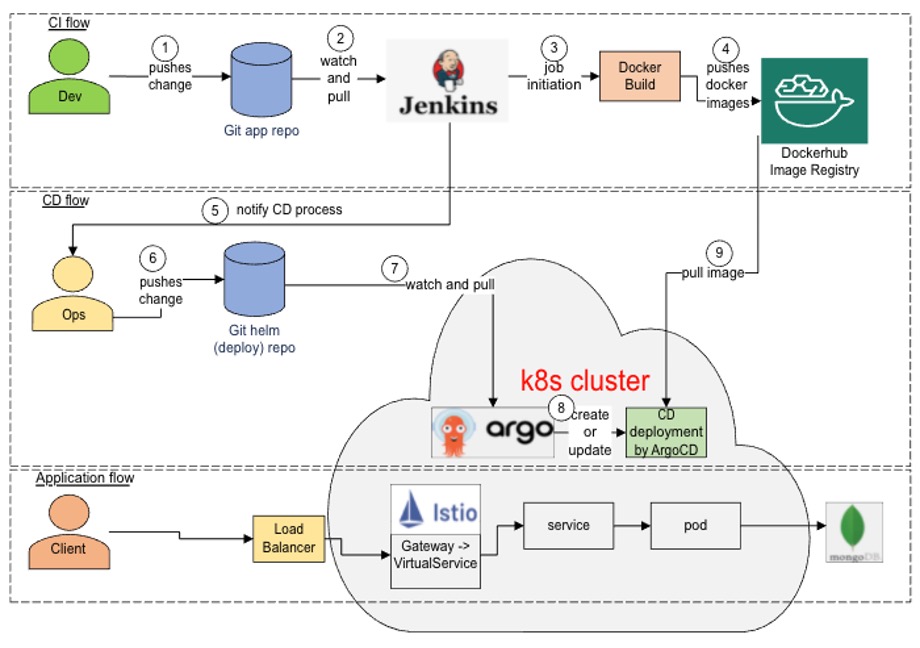 CI flow
1
pushes
change
Dev
Git app repo
2
watch
and
pull
Jenkins
3
job
initiation
Docker
Build
4
pushes
docker
images
Dockerhub
Image Registry
CD flow
5
notify CD process
Ops
6
pushes
change
Git helm
(deploy) repo
7
watch and pull
9
pull image
k8s cluster
argo
8
create
or
update
CD
deployment
by ArgoCD
Application flow
Client
Load
Balancer
Istio
Gateway ->
VirtualService
service
pod
mongoDB